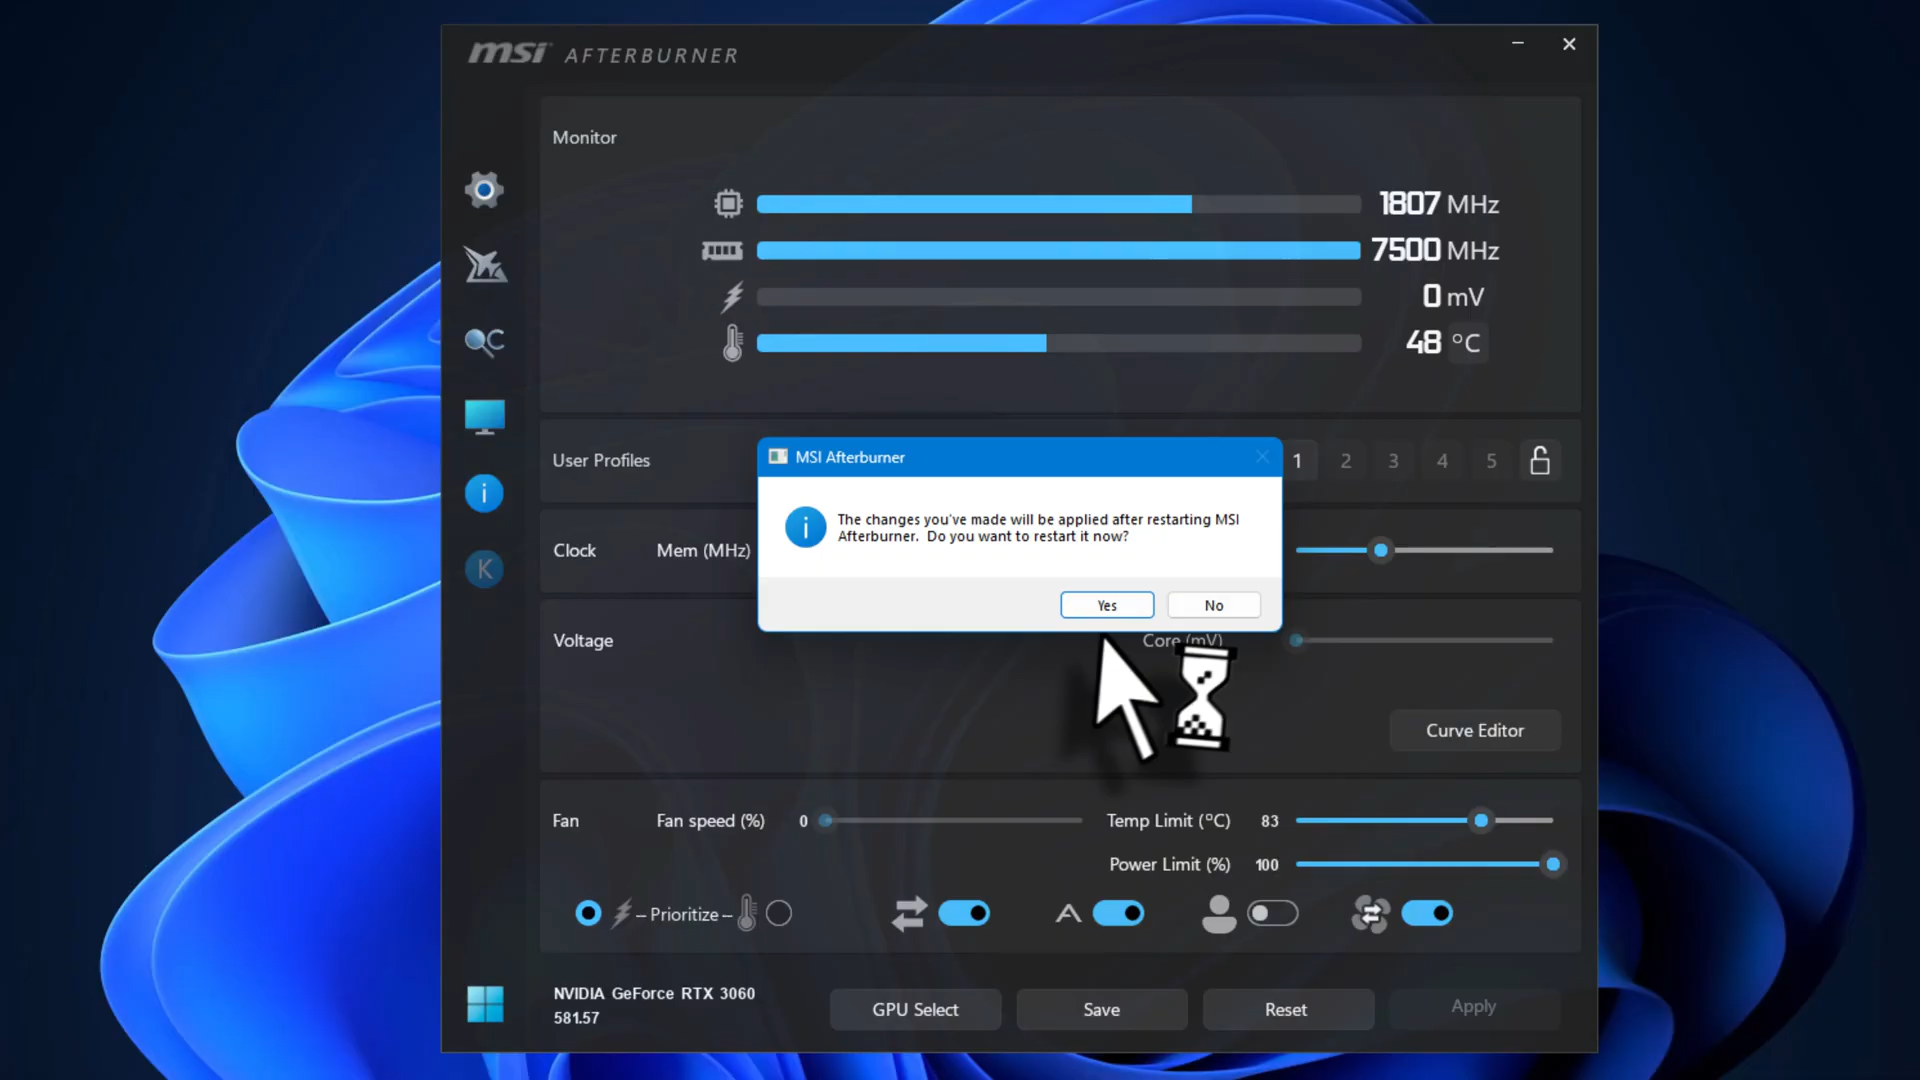 msi AFTERBURNER
Monitor
1807 MHz
7500 MHz
0 mV
48 °C
User Profiles
1 2 3 4 5
MSI Afterburner
The changes you've made will be applied after restarting MSI
Afterburner. Do you want to restart it now?
Yes No
Clock Mem (MHz)
Voltage Core (mV)
Curve Editor
Fan Fan speed (%) 0 Temp Limit (°C) 83
Power Limit (%) 100
– Prioritize –
NVIDIA GeForce RTX 3060
581.57
GPU Select Save Reset Apply
i
K